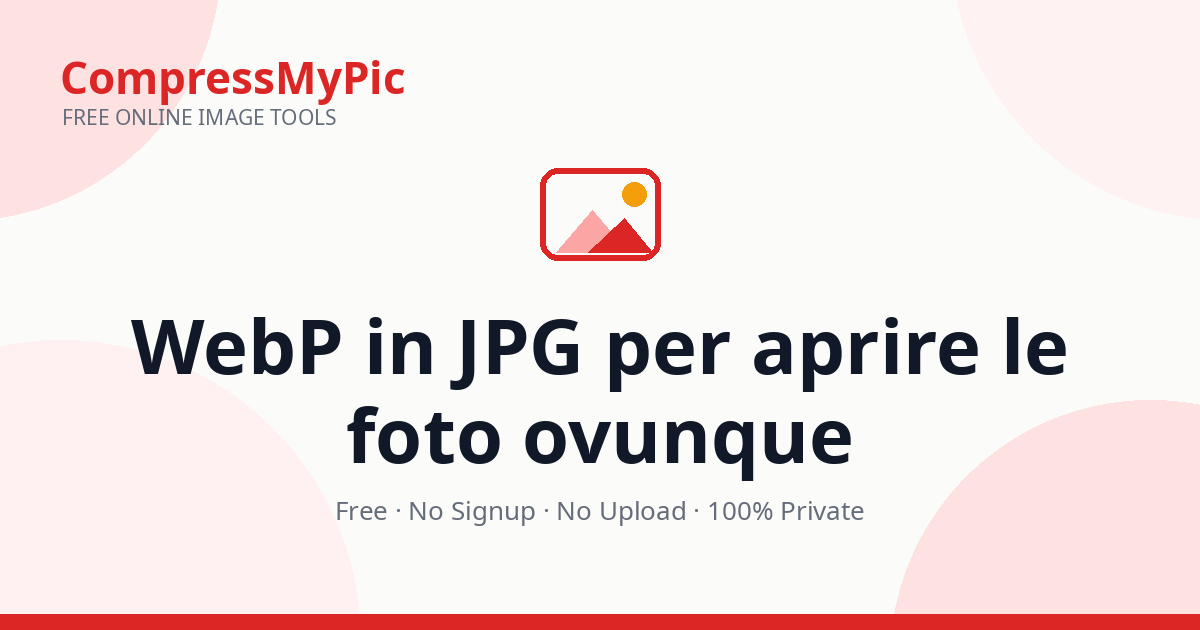 CompressMyPic
FREE ONLINE IMAGE TOOLS
WebP in JPG per aprire le
foto ovunque
Free · No Signup · No Upload · 100% Private